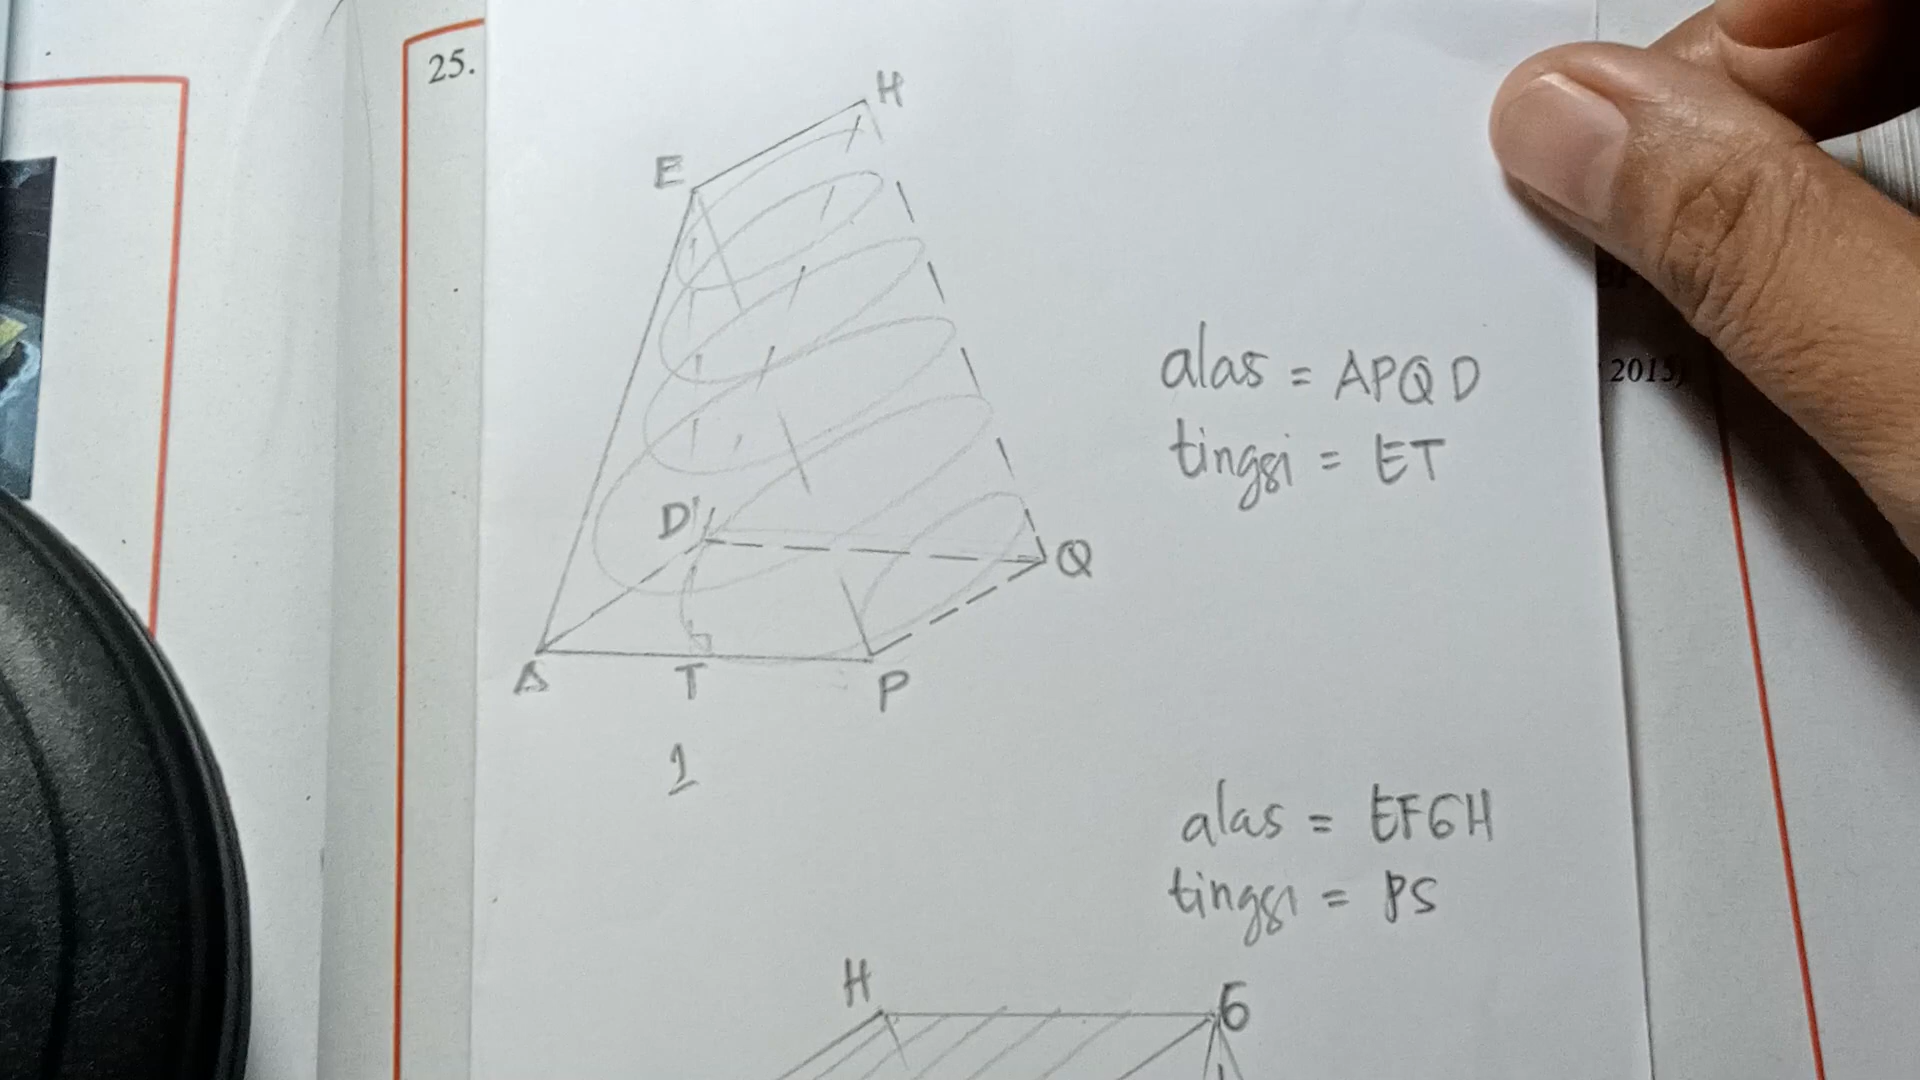 25.
H
E
alas = APQD
2015)
tinggi = ET
D
Q
A
T
P
1
alas = EFGH
tinggi = PS
H
G